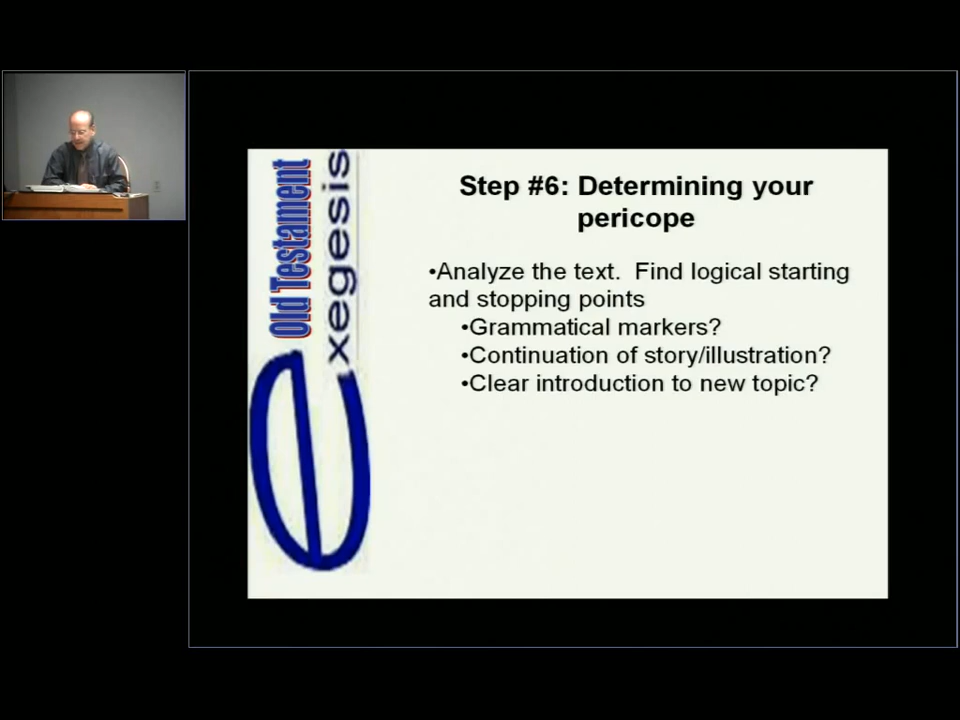 Old Testament
exegesis
Step #6: Determining your
pericope
•Analyze the text.  Find logical starting
and stopping points
•Grammatical markers?
•Continuation of story/illustration?
•Clear introduction to new topic?